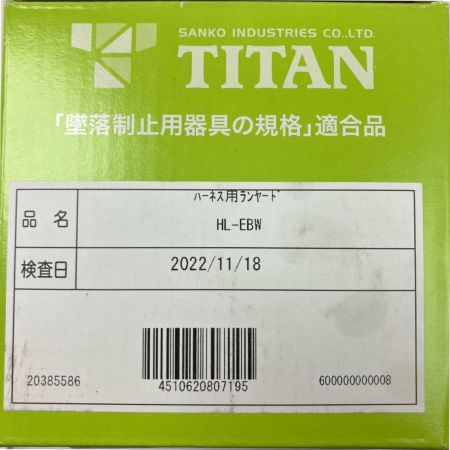 SANKO INDUSTRIES CO.,LTD.
TITAN
「墜落制止用器具の規格」適合品
ﾊｰﾈｽ用ﾗﾝﾔｰﾄﾞ
品名 HL-EBW
検査日 2022/11/18
20385586 4510620807195 600000000008